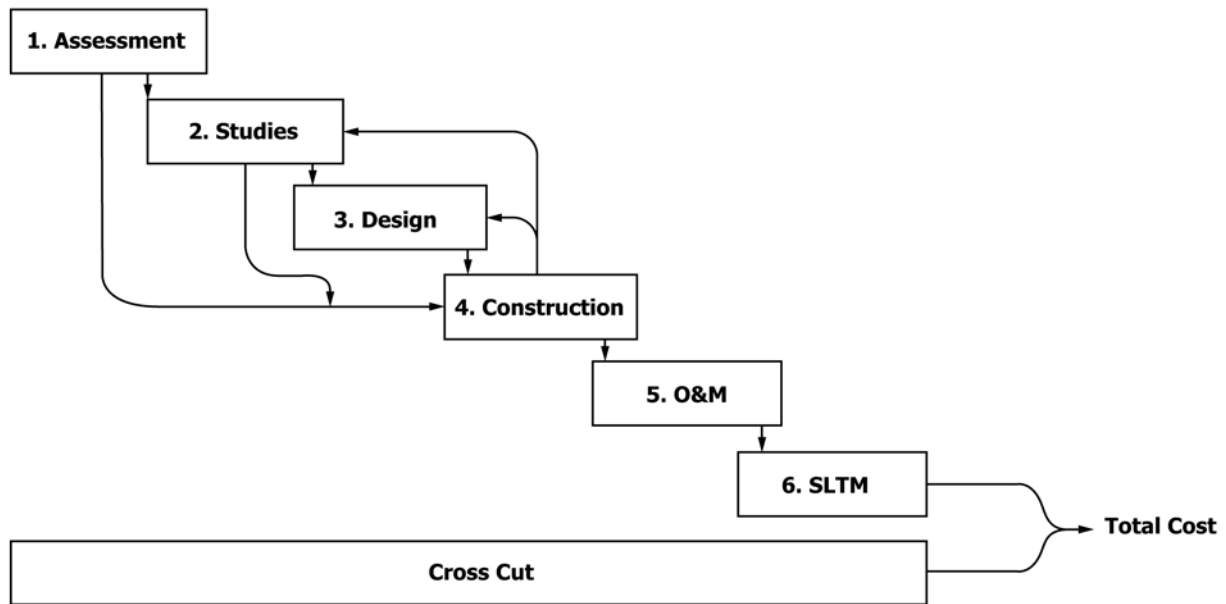 1. Assessment
2. Studies
3. Design
4. Construction
5. O&M
6. SLTM
Total Cost
Cross Cut